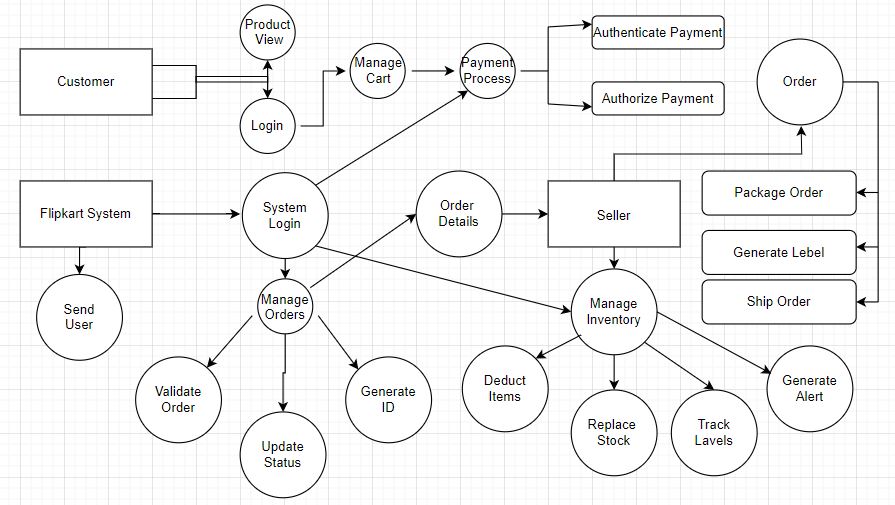 Product
View
Customer
Manage
Cart
Payment
Process
Authenticate Payment
Order
Login
Authorize Payment
Flipkart System
System
Login
Order
Details
Seller
Package Order
Generate Lebel
Ship Order
Send
User
Manage
Orders
Manage
Inventory
Validate
Order
Generate
ID
Update
Status
Deduct
Items
Replace
Stock
Track
Lavels
Generate
Alert